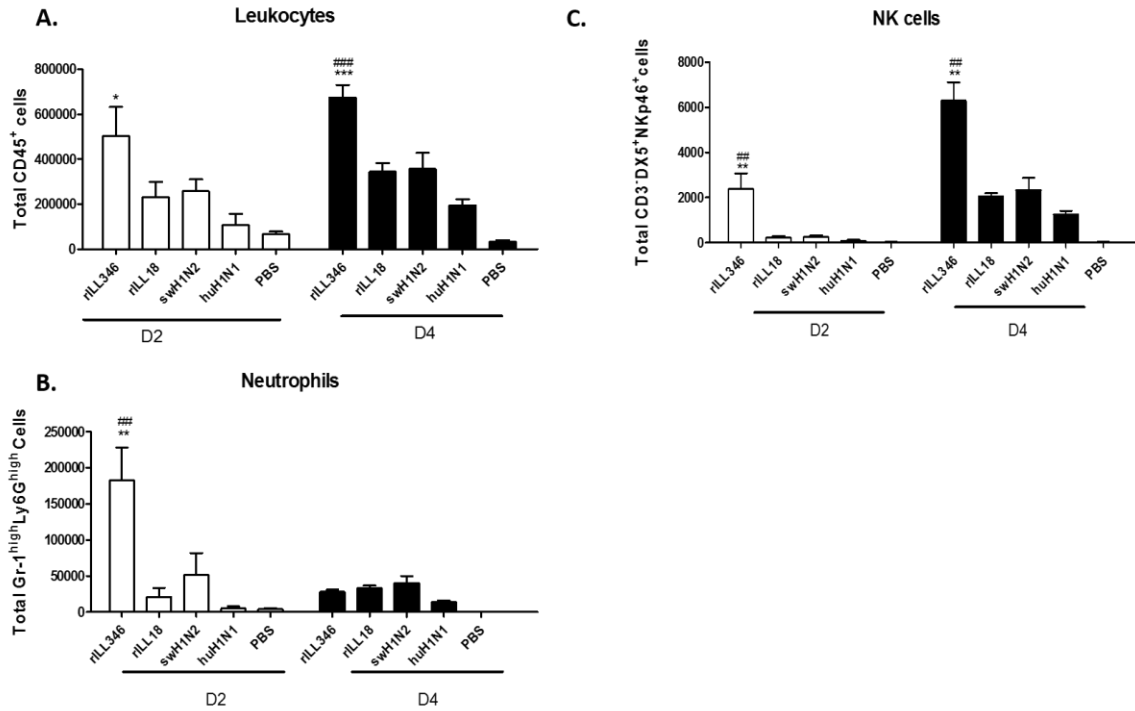 A.
Leukocytes
Total CD45+ cells
800000
600000
400000
200000
0
*
###
***
rILL346
rILL18
swH1N2
huH1N1
PBS
rILL346
rILL18
swH1N2
huH1N1
PBS
D2
D4
B.
Neutrophils
Total Gr-1highLy6Ghigh Cells
250000
200000
150000
100000
50000
0
##
**
rILL346
rILL18
swH1N2
huH1N1
PBS
rILL346
rILL18
swH1N2
huH1N1
PBS
D2
D4
C.
NK cells
Total CD3-DX5+NKp46+cells
8000
6000
4000
2000
0
##
**
##
**
rILL346
rILL18
swH1N2
huH1N1
PBS
rILL346
rILL18
swH1N2
huH1N1
PBS
D2
D4